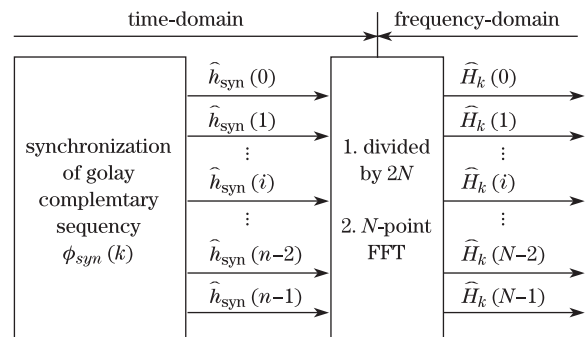 time-domain
frequency-domain
synchronization
of golay
complemtary
sequency
ϕsyn (k)
ĥsyn (0)
ĥsyn (1)
⋮
ĥsyn (i)
⋮
ĥsyn (n–2)
ĥsyn (n–1)
1. divided
by 2N
2. N-point
FFT
Ĥk (0)
Ĥk (1)
⋮
Ĥk (i)
⋮
Ĥk (N–2)
Ĥk (N–1)